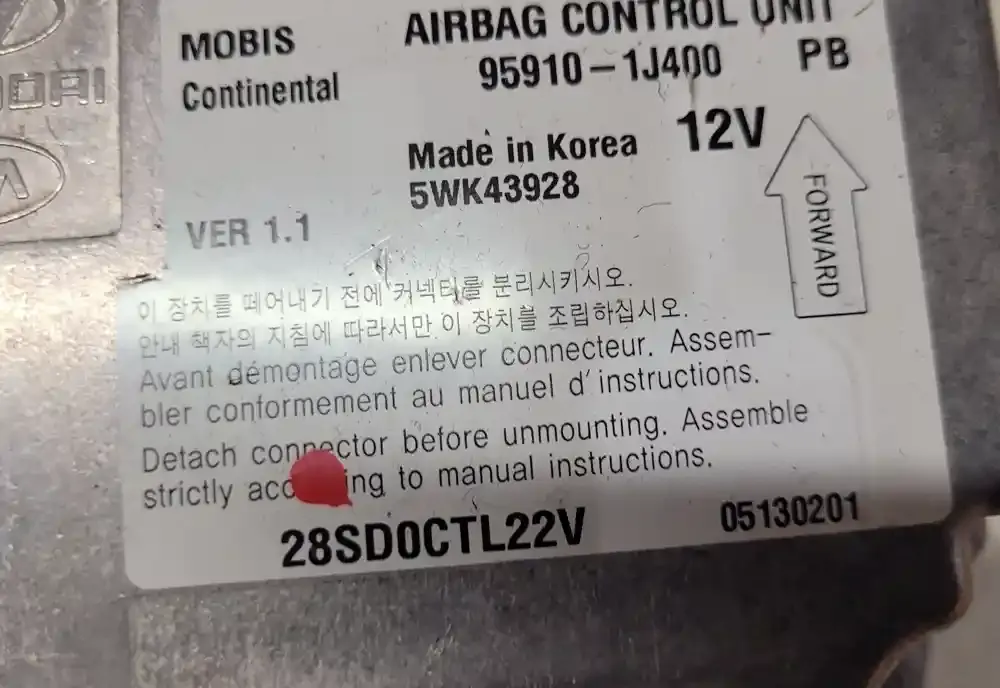 MOBIS AIRBAG CONTROL UNIT
Continental 95910-1J400 PB
Made in Korea 12V
5WK43928
VER 1.1
FORWARD
이 장치를 떼어내기 전에 커넥터를 분리시키시오.
안내 책자의 지침에 따라서만 이 장치를 조립하십시오.
Avant démontage enlever connecteur. Assem-
bler conformement au manuel d'instructions.
Detach connector before unmounting. Assemble
strictly ing to manual instructions.
28SD0CTL22V 05130201